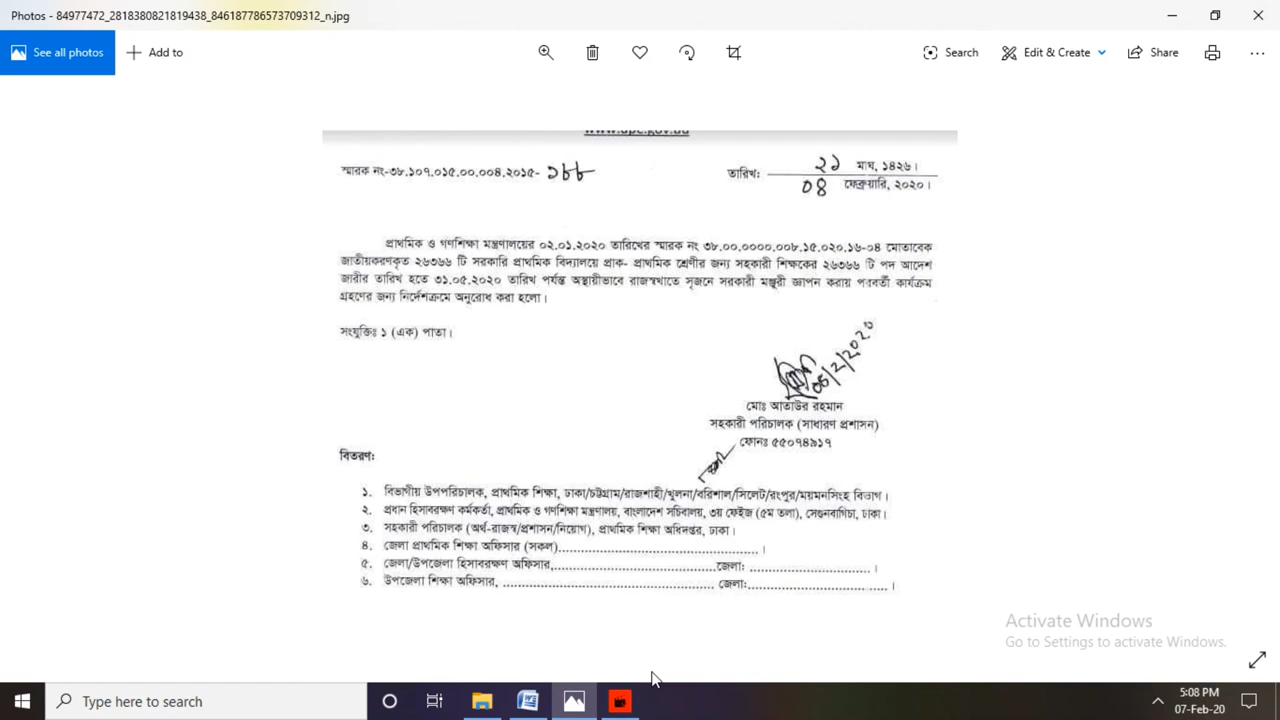 Photos - 84977472_2818380821819438_846187786573709312_n.jpg
See all photos
Add to
Search
Edit & Create
Share
স্মারক নং-৩৮.১০৭.০১৫.০০.০০৪.২০১৫- ১৮৮
তারিখ:
২১ মাঘ, ১৪২৬।
০৪ ফেব্রুয়ারি, ২০২০।
প্রাথমিক ও গণশিক্ষা মন্ত্রণালয়ের ০২.০১.২০২০ তারিখের স্মারক নং ৩৮.০০.০০০০.০০৮.১৫.০২০.১৬-০৪ মোতাবেক
জাতীয়করণকৃত ২৬৩৬৬ টি সরকারি প্রাথমিক বিদ্যালয়ে প্রাক- প্রাথমিক শ্রেণীর জন্য সহকারী শিক্ষকের ২৬৩৬৬ টি পদ আদেশ
জারীর তারিখ হতে ৩১.০৫.২০২০ তারিখ পর্যন্ত অস্থায়ীভাবে রাজস্বখাতে সৃজনে সরকারী মঞ্জুরী জ্ঞাপন করায় পরবর্তী কার্যক্রম
গ্রহণের জন্য নির্দেশক্রমে অনুরোধ করা হলো।
সংযুক্তিঃ ১ (এক) পাতা।
/2/2020
মোঃ আতাউর রহমান
সহকারী পরিচালক (সাধারণ প্রশাসন)
ফোনঃ ৫৫০৭৪৯১৭
বিতরণ:
১. বিভাগীয় উপপরিচালক, প্রাথমিক শিক্ষা, ঢাকা/চট্টগ্রাম/রাজশাহী/খুলনা/বরিশাল/সিলেট/রংপুর/ময়মনসিংহ বিভাগ।
২. প্রধান হিসাবরক্ষণ কর্মকর্তা, প্রাথমিক ও গণশিক্ষা মন্ত্রণালয়, বাংলাদেশ সচিবালয়, ৩য় ফেইজ (৫ম তলা), সেগুনবাগিচা, ঢাকা।
৩. সহকারী পরিচালক (অর্থ-রাজস্ব/প্রশাসন/নিয়োগ), প্রাথমিক শিক্ষা অধিদপ্তর, ঢাকা।
৪. জেলা প্রাথমিক শিক্ষা অফিসার (সকল)...................................................।
৫. জেলা/উপজেলা হিসাবরক্ষণ অফিসার,..........................................জেলা: ..............................।
৬. উপজেলা শিক্ষা অফিসার, ..................................................... জেলা:...................................।
Activate Windows
Go to Settings to activate Windows.
Type here to search
5:08 PM
07-Feb-20